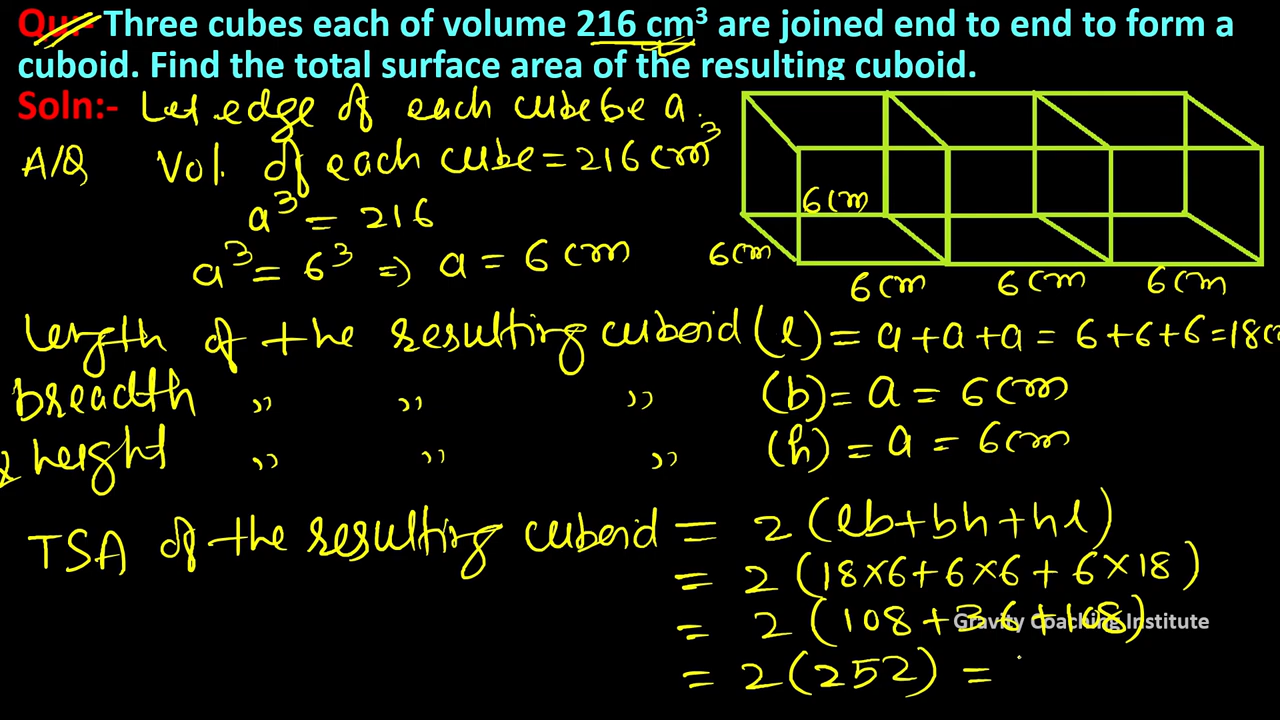 Qu:- Three cubes each of volume 216 cm³ are joined end to end to form a
cuboid. Find the total surface area of the resulting cuboid.
Soln:- Let edge of each cube be a.
A/Q Vol. of each cube = 216 cm³
a³ = 216
a³ = 6³ => a = 6 cm
6 cm
6 cm
6 cm 6 cm 6 cm
length of the resulting cuboid (l) = a + a + a = 6 + 6 + 6 = 18 c
breadth ,, ,, ,, (b) = a = 6 cm
& height ,, ,, ,, (h) = a = 6 cm
TSA of the resulting cuboid = 2 (lb + bh + hl)
= 2 (18 × 6 + 6 × 6 + 6 × 18)
= 2 (108 + 36 + 108)
Gravity Coaching Institute
= 2 (252) =